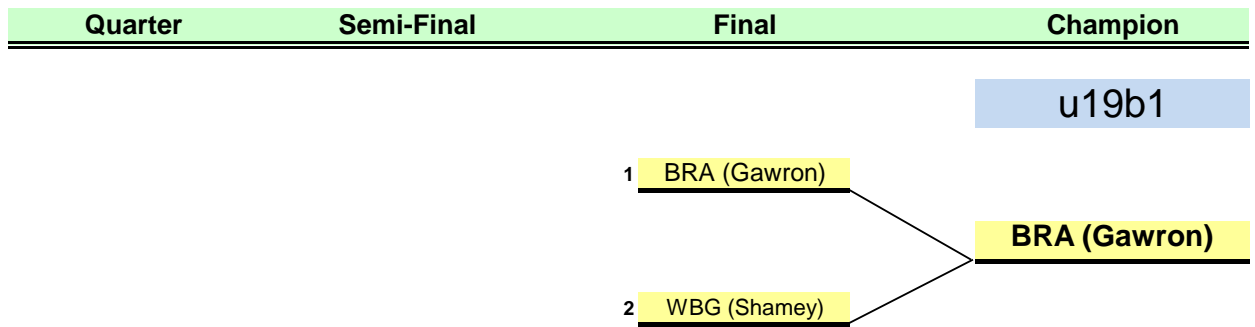 Quarter Semi-Final Final Champion
u19b1
1 BRA (Gawron)
BRA (Gawron)
2 WBG (Shamey)